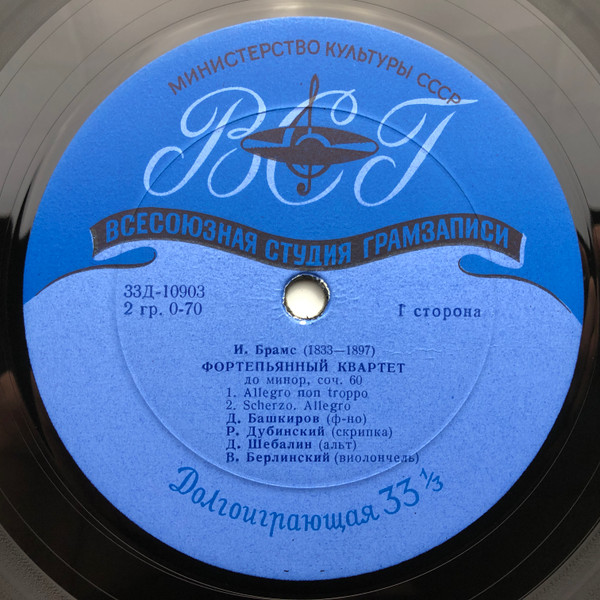 МИНИСТЕРСТВО КУЛЬТУРЫ СССР
ВСГ
ВСЕСОЮЗНАЯ СТУДИЯ ГРАМЗАПИСИ
33Д-10903
2 гр. 0-70
I сторона
И. Брамс (1833—1897)
ФОРТЕПЬЯННЫЙ КВАРТЕТ
до минор, соч. 60
1. Allegro non troppo
2. Scherzo. Allegro
Д. Башкиров (ф-но)
Р. Дубинский (скрипка)
Д. Шебалин (альт)
В. Берлинский (виолончель)
Долгоиграющая 33⅓